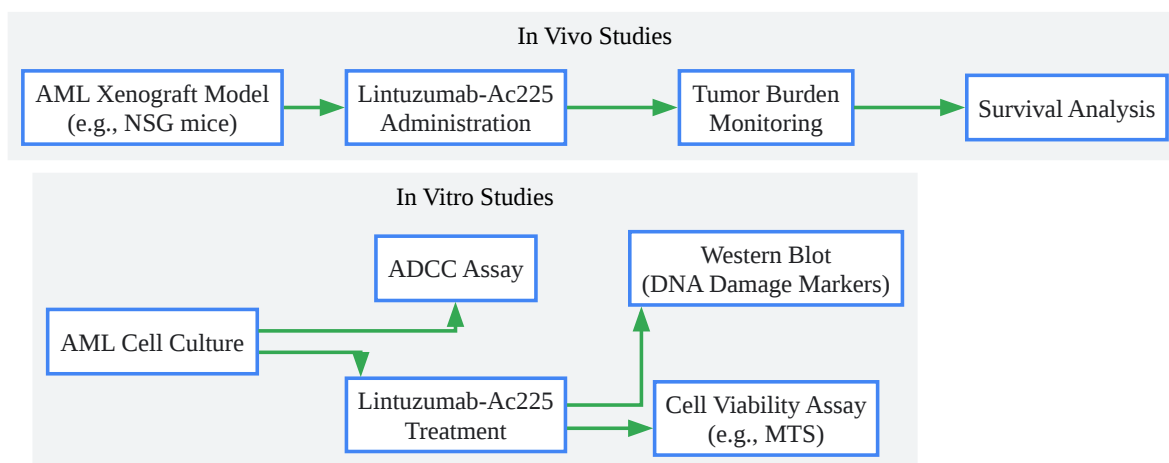 In Vivo Studies
AML Xenograft Model
(e.g., NSG mice)
Lintuzumab-Ac225
Administration
Tumor Burden
Monitoring
Survival Analysis
In Vitro Studies
ADCC Assay
Western Blot
(DNA Damage Markers)
AML Cell Culture
Lintuzumab-Ac225
Treatment
Cell Viability Assay
(e.g., MTS)